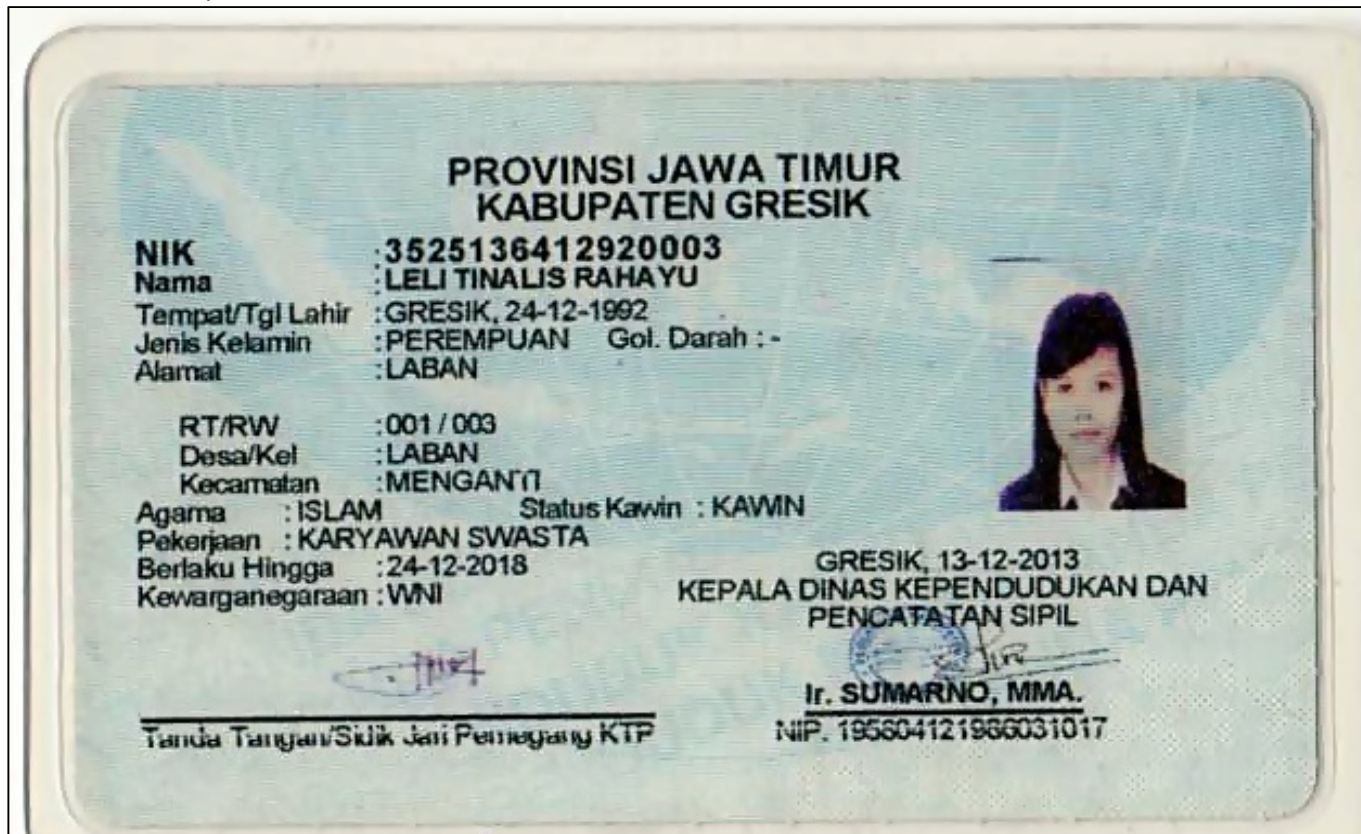 PROVINSI JAWA TIMUR
KABUPATEN GRESIK
NIK :3525136412920003
Nama :LELI TINALIS RAHAYU
Tempat/Tgl Lahir :GRESIK, 24-12-1992
Jenis Kelamin :PEREMPUAN Gol. Darah : -
Alamat :LABAN
RT/RW :001 / 003
Desa/Kel :LABAN
Kecamatan :MENGANTI
Agama :ISLAM Status Kawin : KAWIN
Pekerjaan : KARYAWAN SWASTA
Berlaku Hingga :24-12-2018
Kewarganegaraan : WNI
GRESIK, 13-12-2013
KEPALA DINAS KEPENDUDUKAN DAN
PENCATATAN SIPIL
Ir. SUMARNO, MMA.
NIP. 195804121986031017
Tanda Tangan/Sidik Jari Pemegang KTP